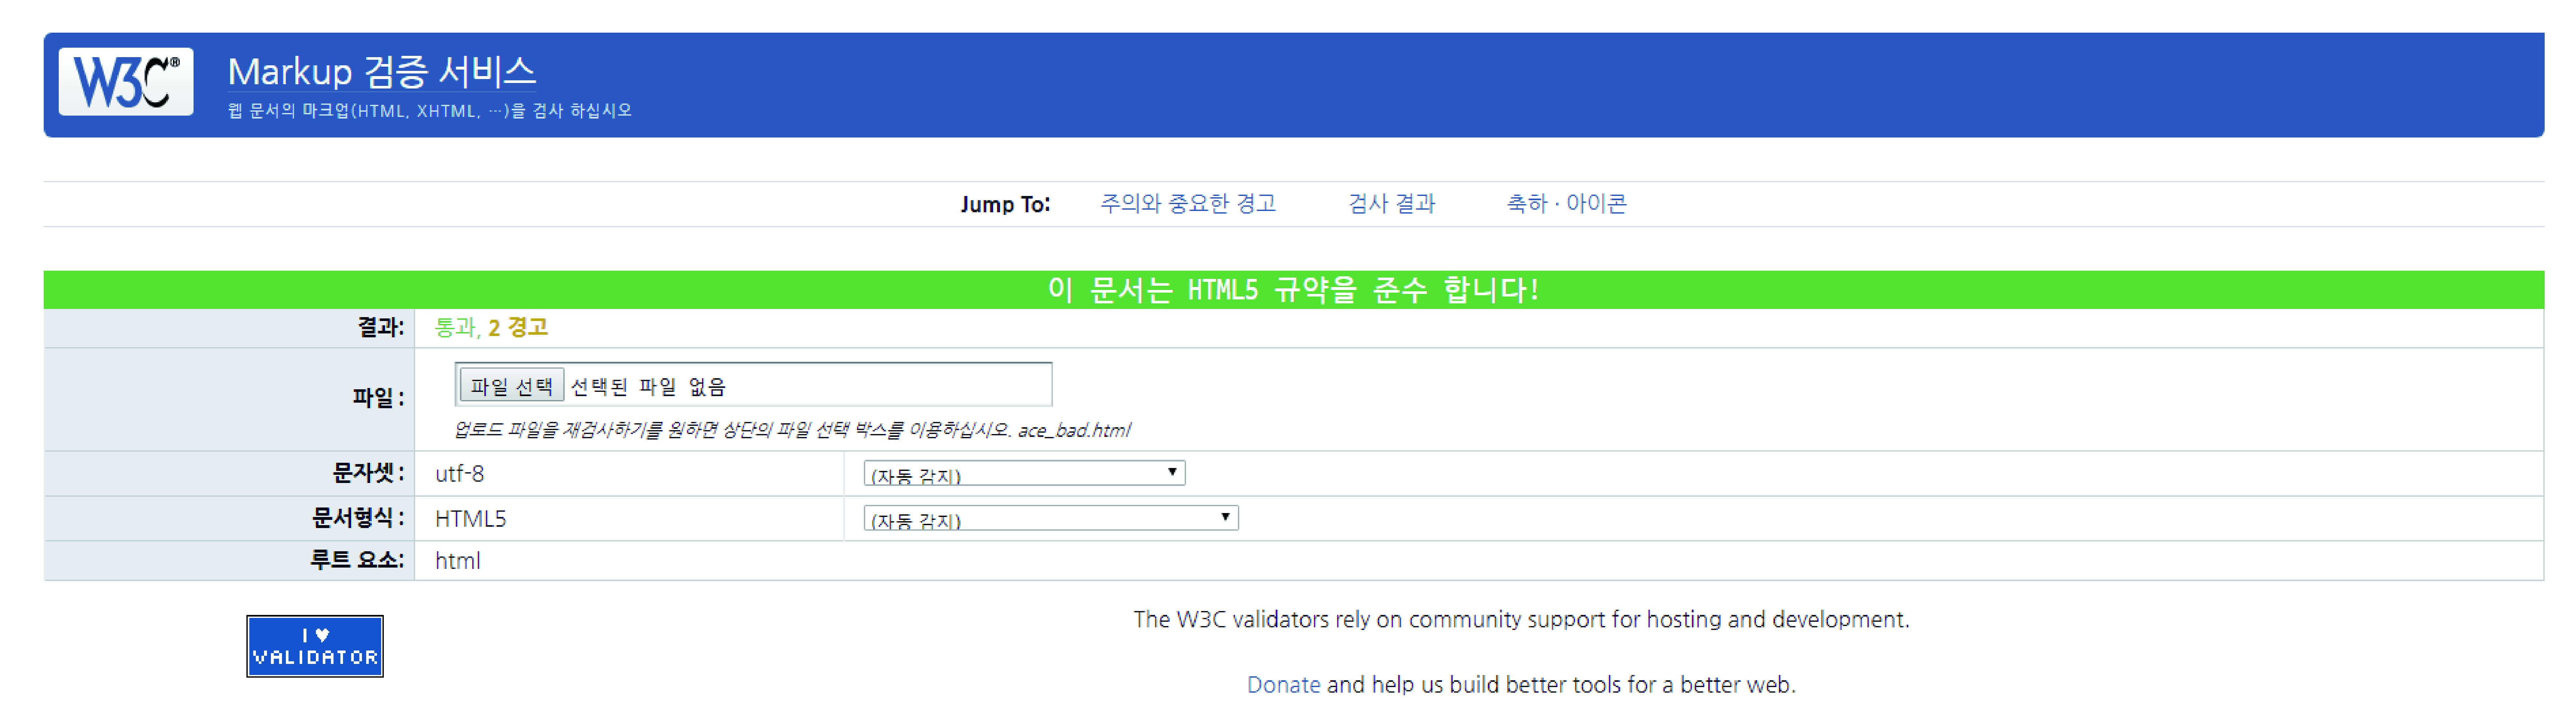 W3C®
Markup 검증 서비스
웹 문서의 마크업(HTML, XHTML, …)을 검사 하십시오
Jump To: 주의와 중요한 경고 검사 결과 축하 · 아이콘
이 문서는 HTML5 규약을 준수 합니다!
결과: 통과, 2 경고
파일 : 파일 선택 선택된 파일 없음
업로드 파일을 재검사하기를 원하면 상단의 파일 선택 박스를 이용하십시오. ace_bad.html
문자셋 : utf-8 (자동 감지)
문서형식 : HTML5 (자동 감지)
루트 요소: html
I ♥
VALIDATOR
The W3C validators rely on community support for hosting and development.
Donate and help us build better tools for a better web.